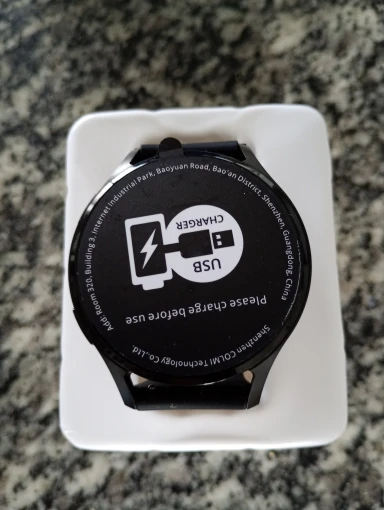 Add: Room 320, Building 3, Internet Industrial Park, Baoyuan Road, Bao'an District, Shenzhen, Guangdong, China
USB
CHARGER
Please charge before use
Shenzhen COLMI Technology Co.,Ltd.